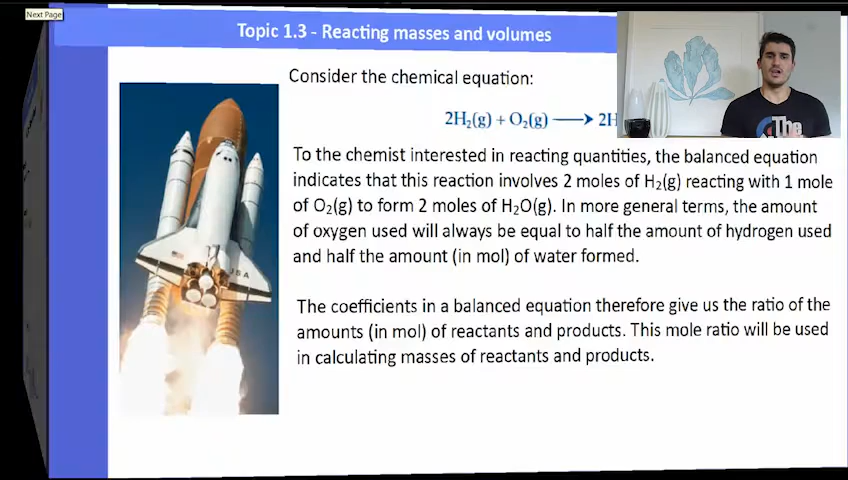 Next Page
Topic 1.3 - Reacting masses and volumes
Consider the chemical equation:
2H₂(g) + O₂(g) ⟶ 2H
To the chemist interested in reacting quantities, the balanced equation
indicates that this reaction involves 2 moles of H₂(g) reacting with 1 mole
of O₂(g) to form 2 moles of H₂O(g). In more general terms, the amount
of oxygen used will always be equal to half the amount of hydrogen used
and half the amount (in mol) of water formed.
The coefficients in a balanced equation therefore give us the ratio of the
amounts (in mol) of reactants and products. This mole ratio will be used
in calculating masses of reactants and products.
The
USA